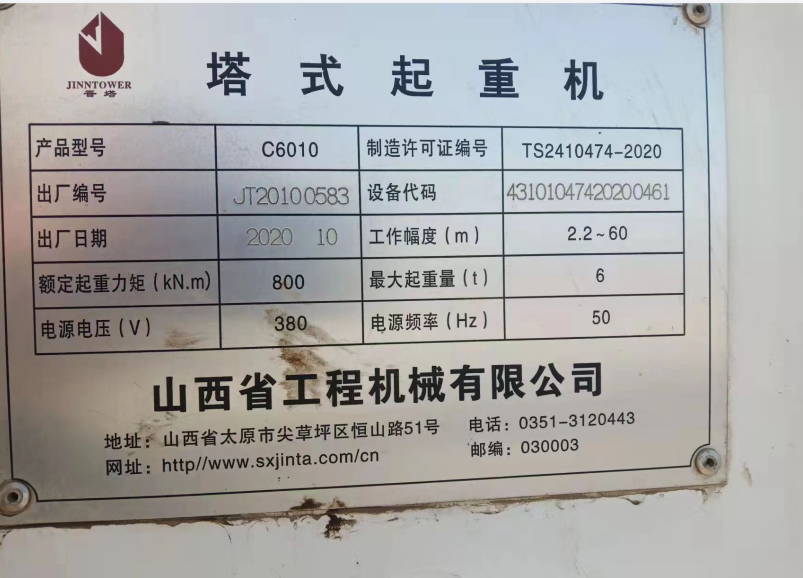 JINNTOWER
晋塔
塔式起重机
产品型号 C6010 制造许可证编号 TS2410474-2020
出厂编号 JT20100583 设备代码 43101047420200461
出厂日期 2020 10 工作幅度(m) 2.2~60
额定起重力矩(kN.m) 800 最大起重量(t) 6
电源电压(V) 380 电源频率(Hz) 50
山西省工程机械有限公司
地址：山西省太原市尖草坪区恒山路51号 电话：0351-3120443
网址：http//www.sxjinta.com/cn 邮编：030003